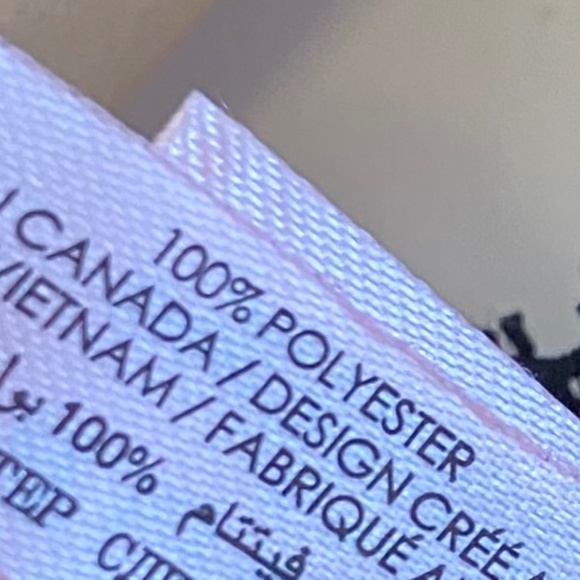 100% POLYESTER
CANADA / DESIGN CRÉÉ
VIETNAM / FABRIQUÉ
100%
فيتنام